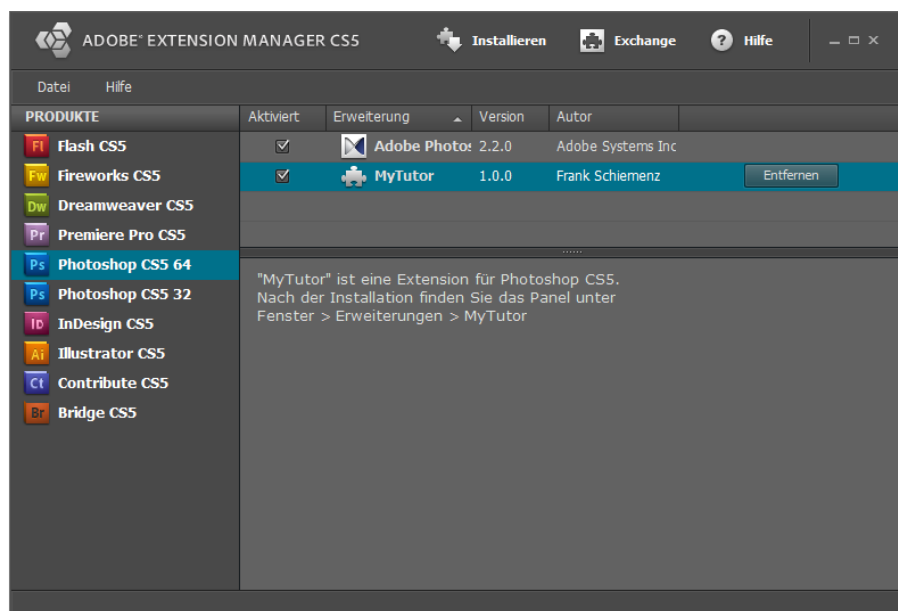 ADOBE® EXTENSION MANAGER CS5
Installieren
Exchange
? Hilfe
Datei Hilfe
PRODUKTE
Fl Flash CS5
Fw Fireworks CS5
Dw Dreamweaver CS5
Pr Premiere Pro CS5
Ps Photoshop CS5 64
Ps Photoshop CS5 32
ID InDesign CS5
Ai Illustrator CS5
Ct Contribute CS5
Br Bridge CS5
Aktiviert Erweiterung Version Autor
Adobe Photos 2.2.0 Adobe Systems Inc
MyTutor 1.0.0 Frank Schiemenz Entfernen
"MyTutor" ist eine Extension für Photoshop CS5.
Nach der Installation finden Sie das Panel unter
Fenster > Erweiterungen > MyTutor